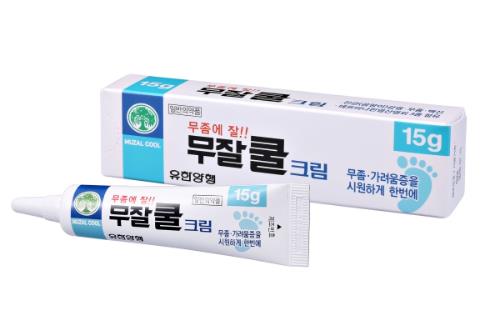 15g
MUZAL COOL
일반의약품
무좀에 잘!!
무잘쿨크림
유한양행
15g
무좀·가려움증을
시원하게 한번에
MUZAL COOL
무좀에 잘!!
무잘쿨크림
유한양행
15g
일반의약품
무좀·가려움증을
시원하게 한번에